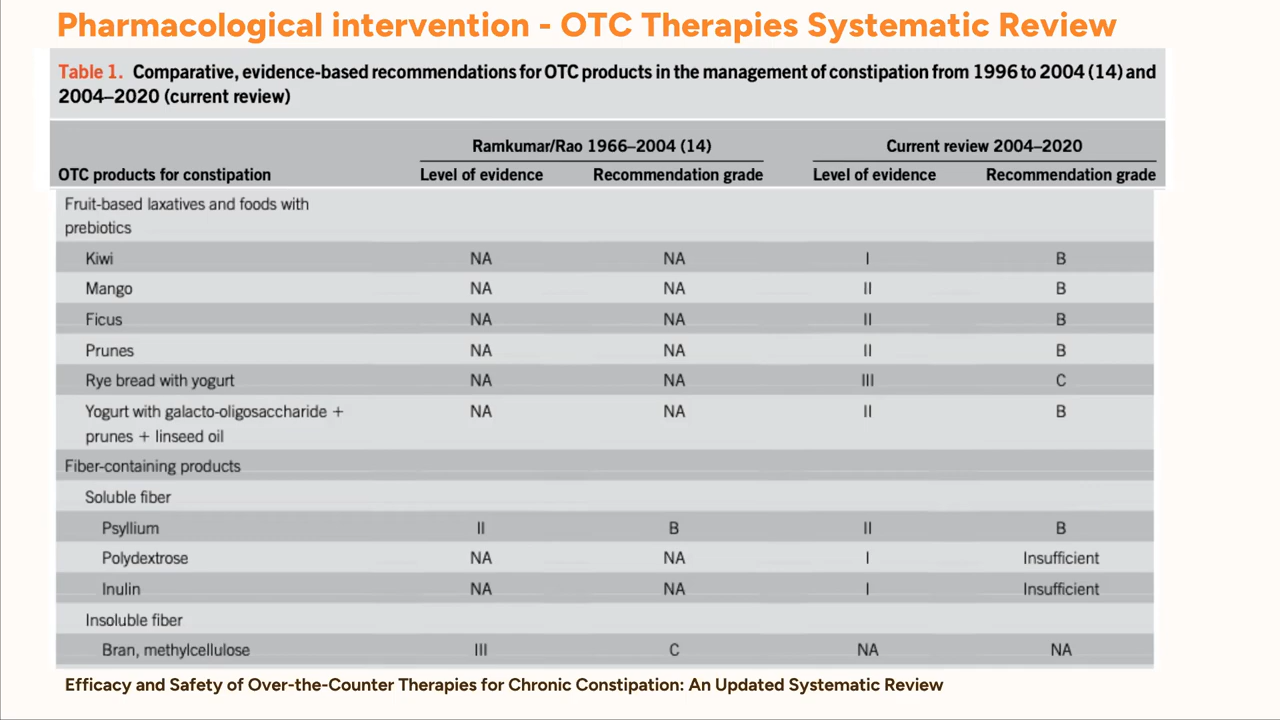 Pharmacological intervention - OTC Therapies Systematic Review
Table 1. Comparative, evidence-based recommendations for OTC products in the management of constipation from 1996 to 2004 (14) and
2004–2020 (current review)
Ramkumar/Rao 1966–2004 (14) Current review 2004–2020
OTC products for constipation Level of evidence Recommendation grade Level of evidence Recommendation grade
Fruit-based laxatives and foods with
prebiotics
Kiwi NA NA I B
Mango NA NA II B
Ficus NA NA II B
Prunes NA NA II B
Rye bread with yogurt NA NA III C
Yogurt with galacto-oligosaccharide + NA NA II B
prunes + linseed oil
Fiber-containing products
Soluble fiber
Psyllium II B II B
Polydextrose NA NA I Insufficient
Inulin NA NA I Insufficient
Insoluble fiber
Bran, methylcellulose III C NA NA
Efficacy and Safety of Over-the-Counter Therapies for Chronic Constipation: An Updated Systematic Review